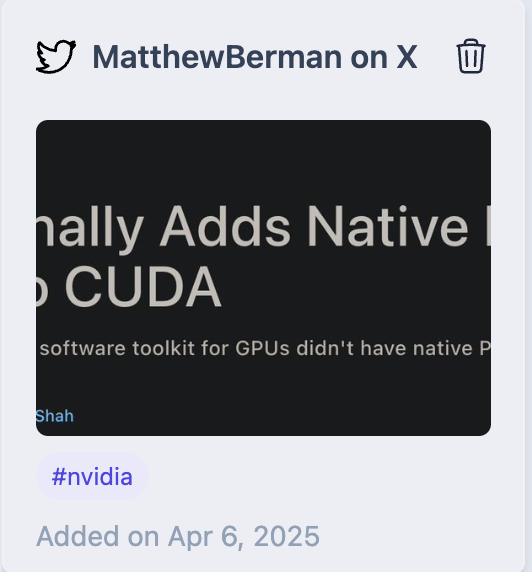 MatthewBerman on X
nally Adds Native
CUDA
software toolkit for GPUs didn't have native P
Shah
#nvidia
Added on Apr 6, 2025